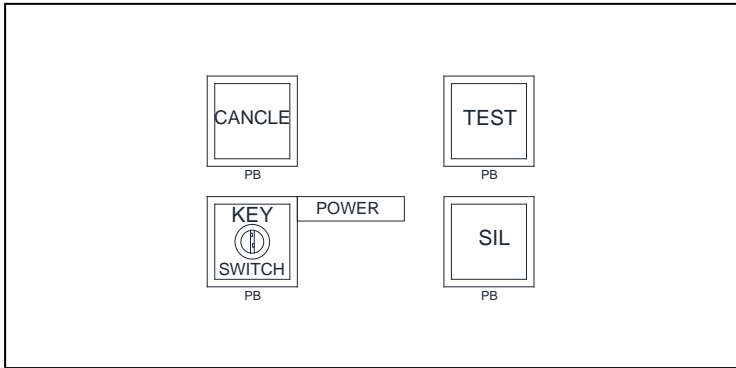 CANCLE
PB
TEST
PB
KEY
SWITCH
PB
POWER
SIL
PB